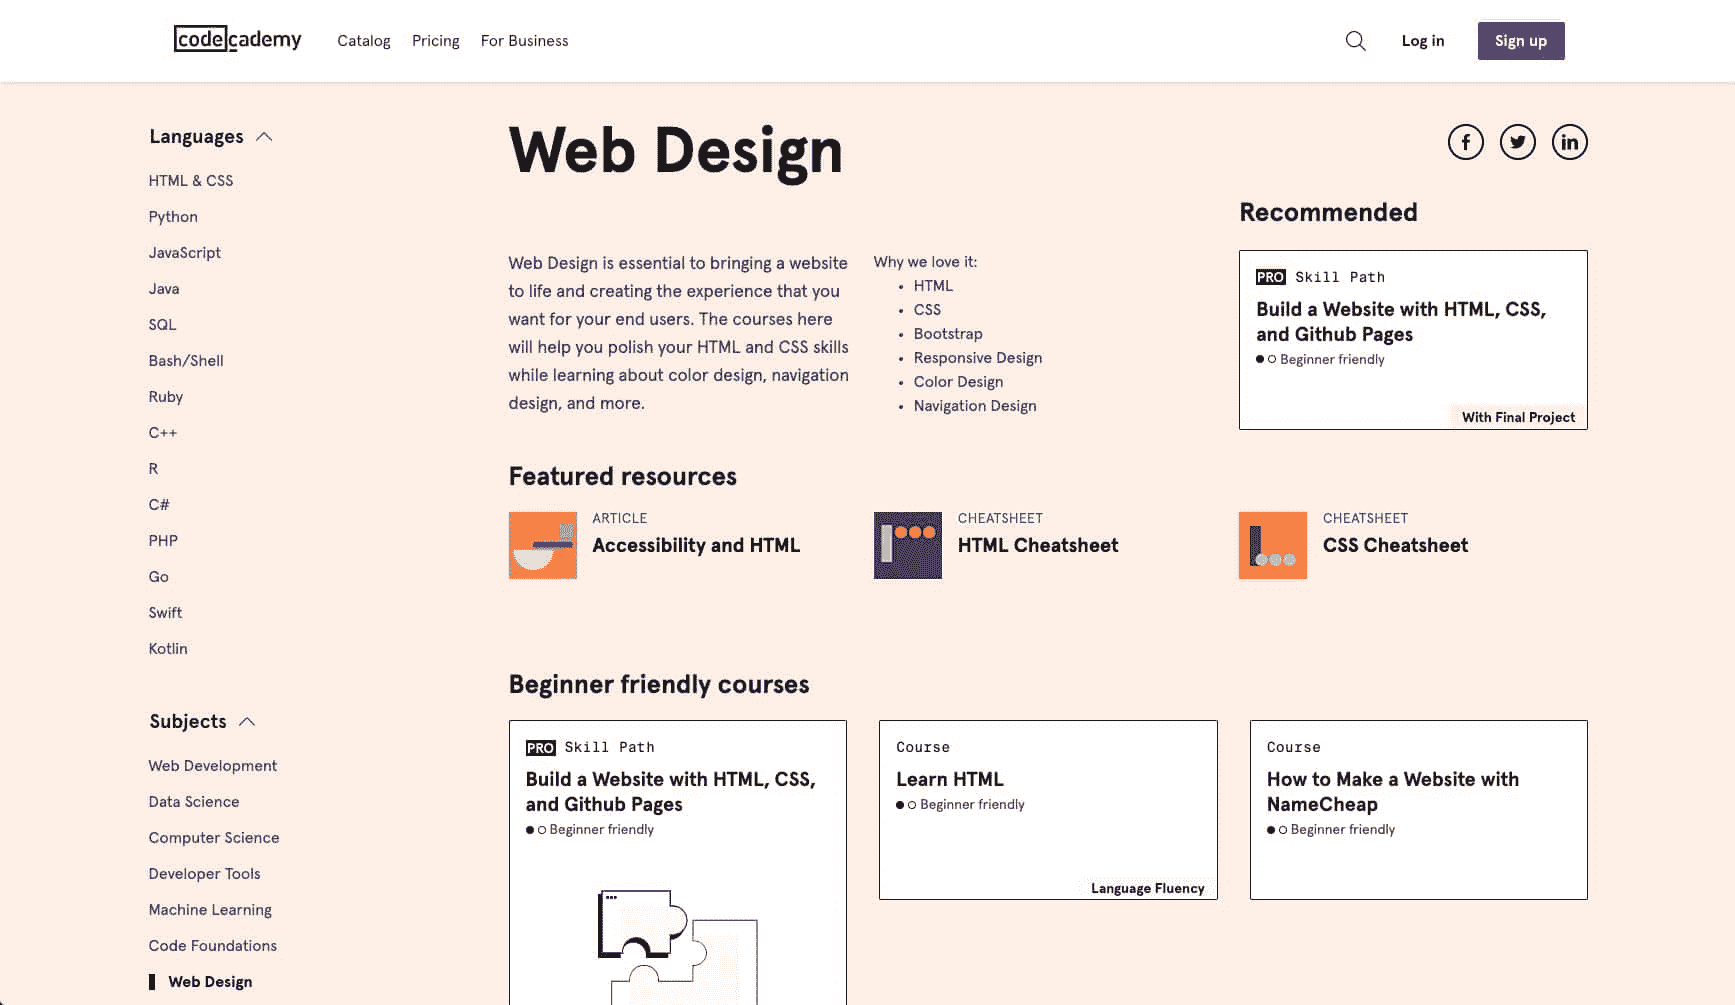 codecademy
Catalog
Pricing
For Business
Log in
Sign up
Languages
HTML & CSS
Python
JavaScript
Java
SQL
Bash/Shell
Ruby
C++
R
C#
PHP
Go
Swift
Kotlin
Subjects
Web Development
Data Science
Computer Science
Developer Tools
Machine Learning
Code Foundations
Web Design
Web Design
Web Design is essential to bringing a website
to life and creating the experience that you
want for your end users. The courses here
will help you polish your HTML and CSS skills
while learning about color design, navigation
design, and more.
Why we love it:
HTML
CSS
Bootstrap
Responsive Design
Color Design
Navigation Design
Recommended
PRO Skill Path
Build a Website with HTML, CSS,
and Github Pages
Beginner friendly
With Final Project
Featured resources
ARTICLE
Accessibility and HTML
CHEATSHEET
HTML Cheatsheet
CHEATSHEET
CSS Cheatsheet
Beginner friendly courses
PRO Skill Path
Build a Website with HTML, CSS,
and Github Pages
Beginner friendly
Course
Learn HTML
Beginner friendly
Language Fluency
Course
How to Make a Website with
NameCheap
Beginner friendly